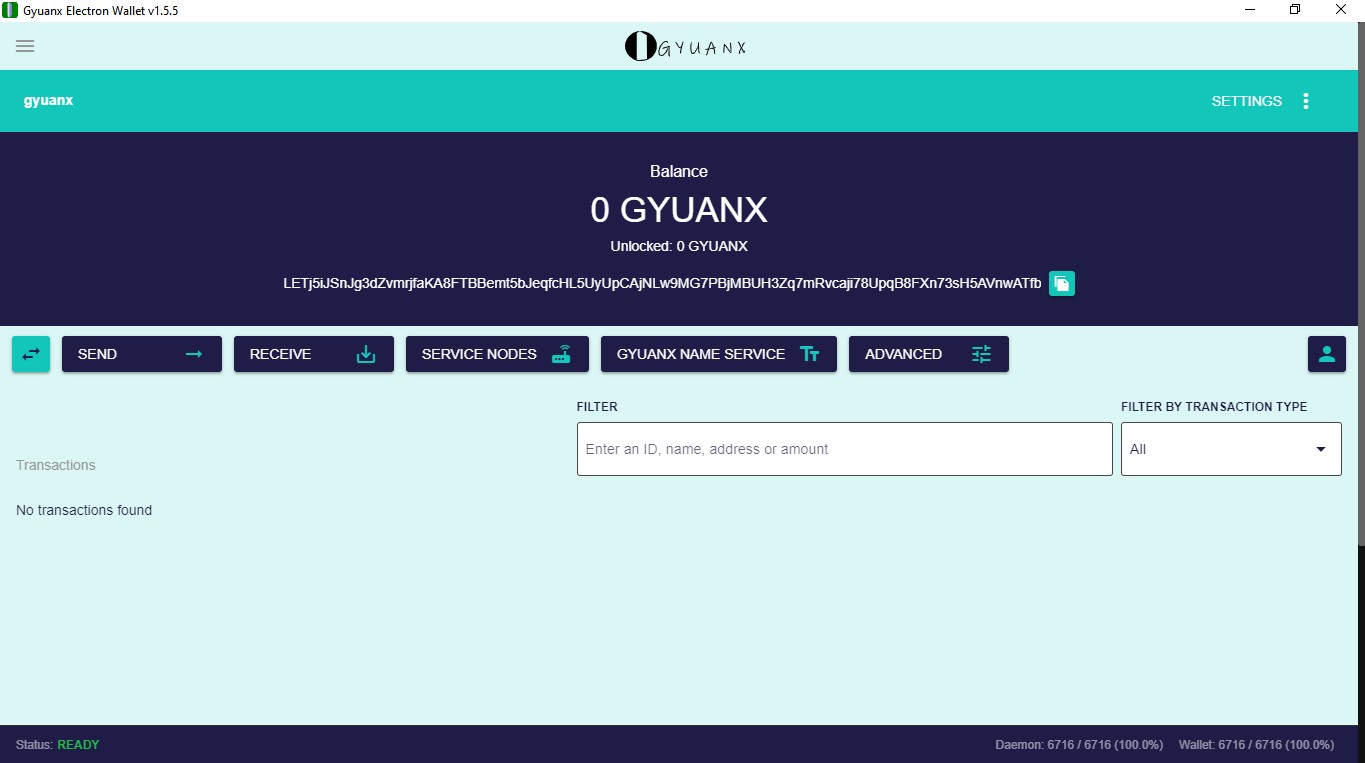 Gyuanx Electron Wallet v1.5.5
GYUANX
gyuanx
SETTINGS
Balance
0 GYUANX
Unlocked: 0 GYUANX
LETj5iJSnJg3dZvmrjfaKA8FTBBemt5bJeqfcHL5UyUpCAjNLw9MG7PBjMBUH3Zq7mRvcaji78UpqB8FXn73sH5AVnwATfb
SEND
RECEIVE
SERVICE NODES
GYUANX NAME SERVICE
ADVANCED
FILTER
FILTER BY TRANSACTION TYPE
Enter an ID, name, address or amount
All
Transactions
No transactions found
Status: READY
Daemon: 6716 / 6716 (100.0%)
Wallet: 6716 / 6716 (100.0%)